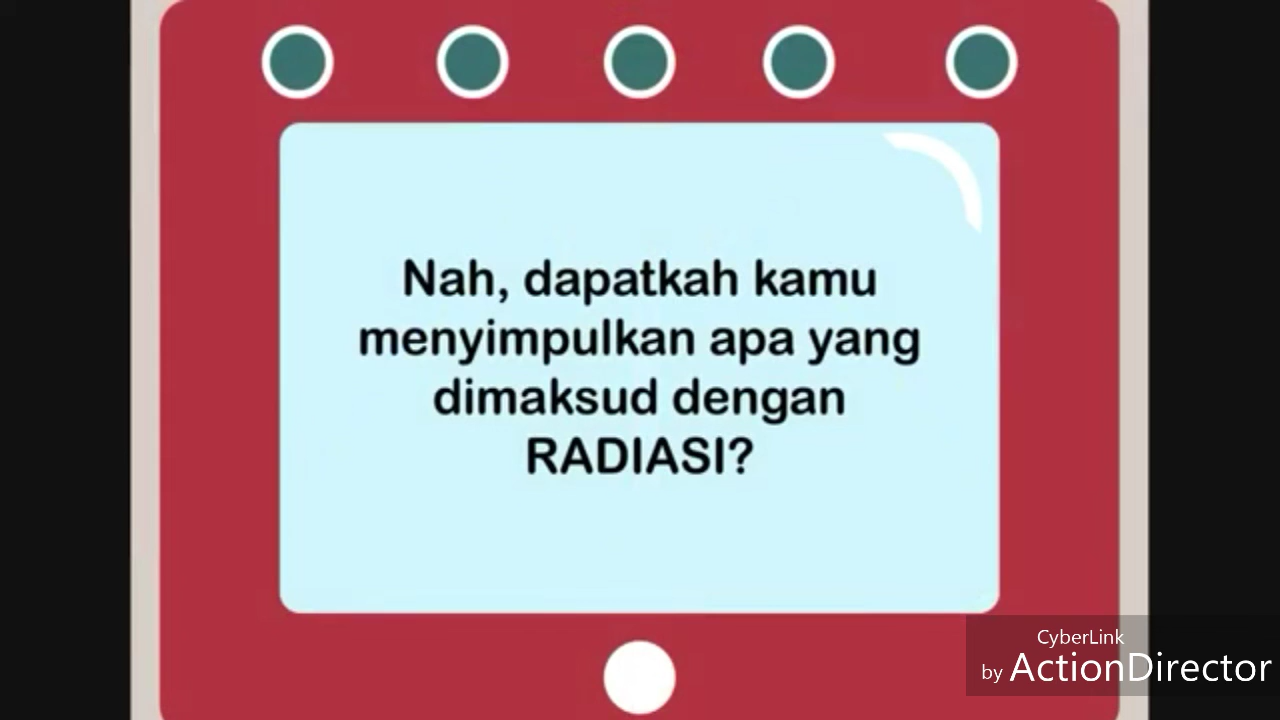 Nah, dapatkah kamu
menyimpulkan apa yang
dimaksud dengan
RADIASI?
CyberLink
by ActionDirector